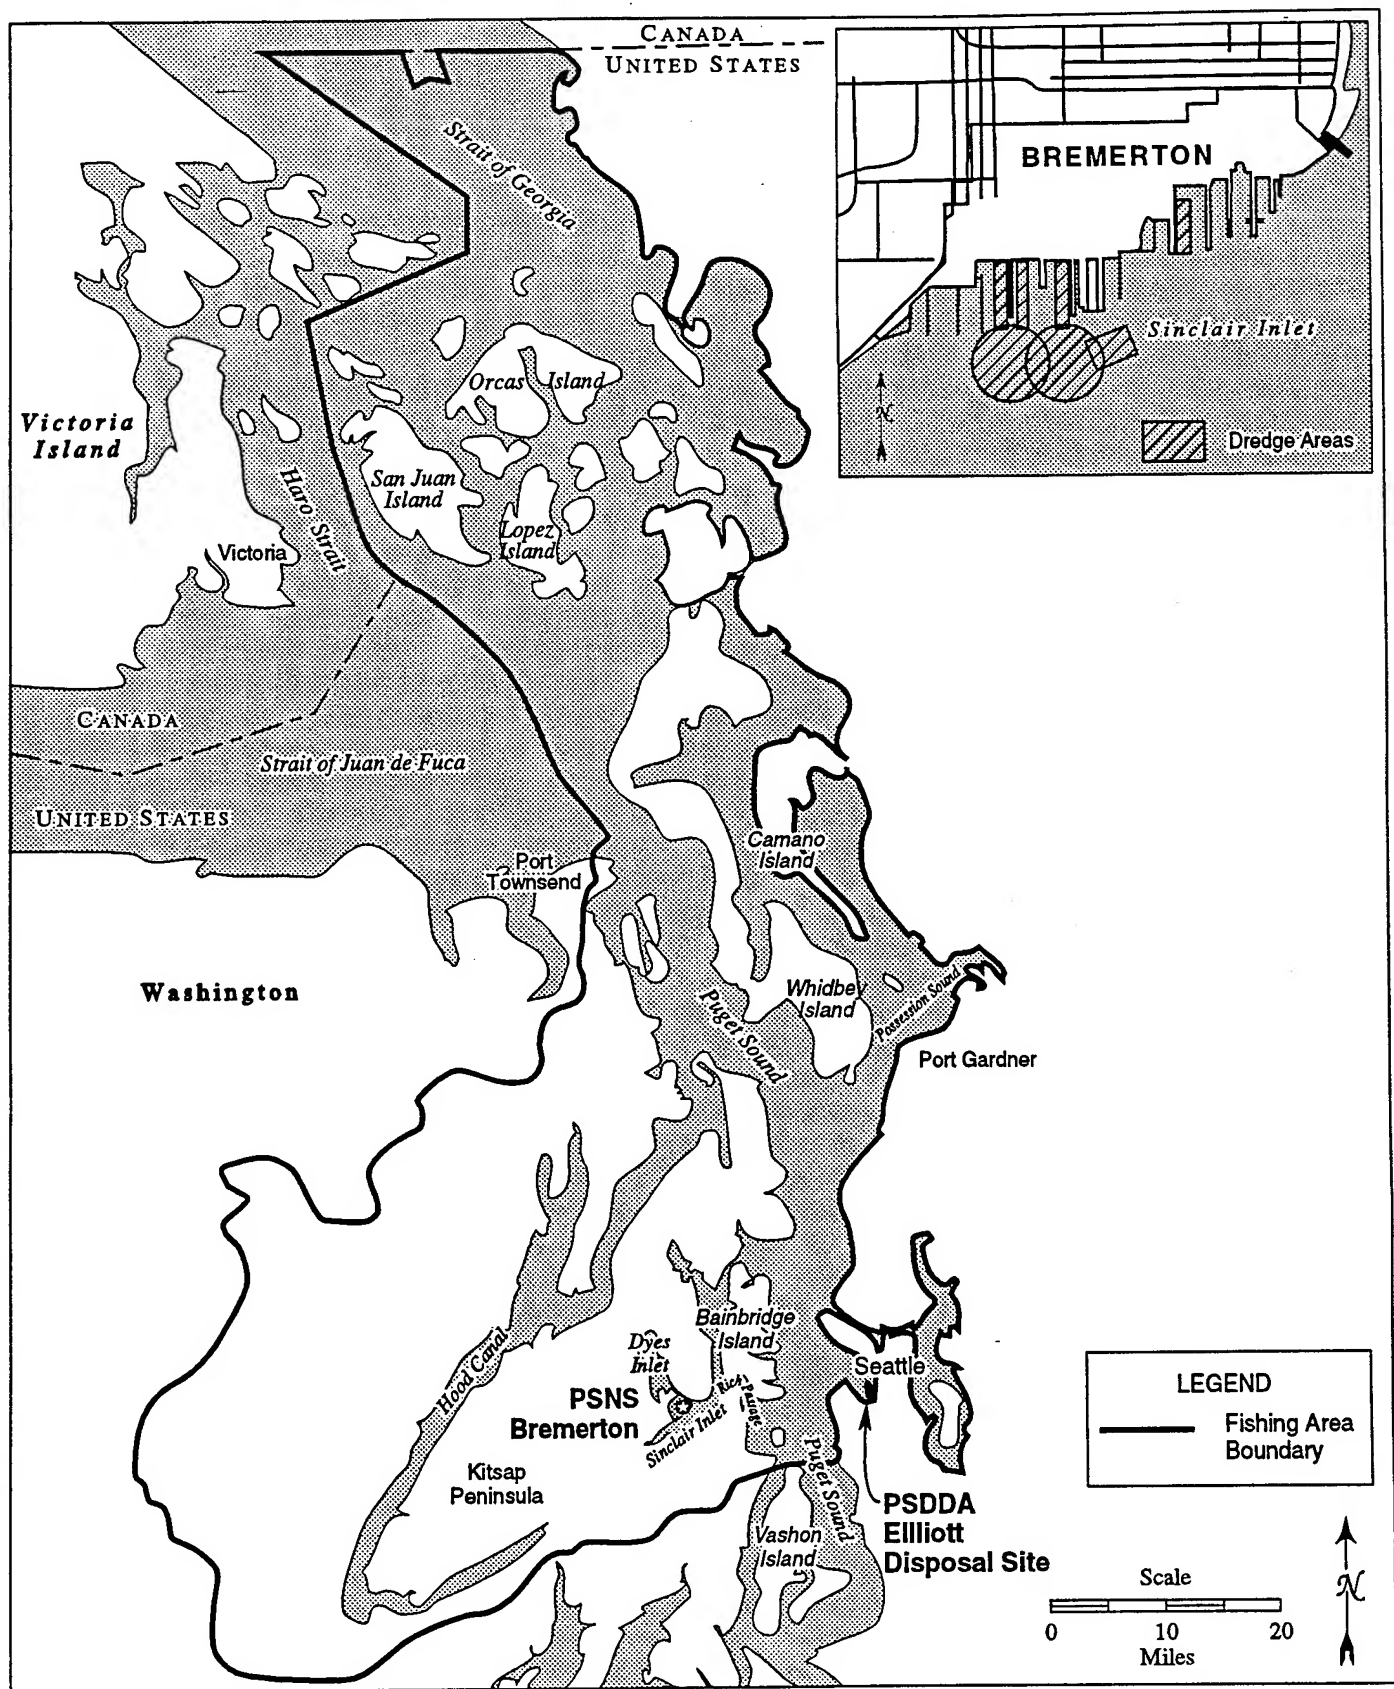 CANADA
UNITED STATES
Strait of Georgia
BREMERTON
Sinclair Inlet
N
Dredge Areas
Orcas Island
Victoria
Island
San Juan
Island
Haro Strait
Lopez
Island
Victoria
CANADA
Strait of Juan de Fuca
UNITED STATES
Camano
Island
Port
Townsend
Washington
Whidbey
Island
Possession Sound
Puget Sound
Port Gardner
Bainbridge
Island
Dyes
Inlet
Hood Canal
Seattle
Rich
Passage
PSNS
Bremerton
Sinclair Inlet
LEGEND
Fishing Area
Boundary
Kitsap
Peninsula
Puget Sound
PSDDA
Ellliott
Disposal Site
Vashon
Island
Scale
0 10 20
Miles
N